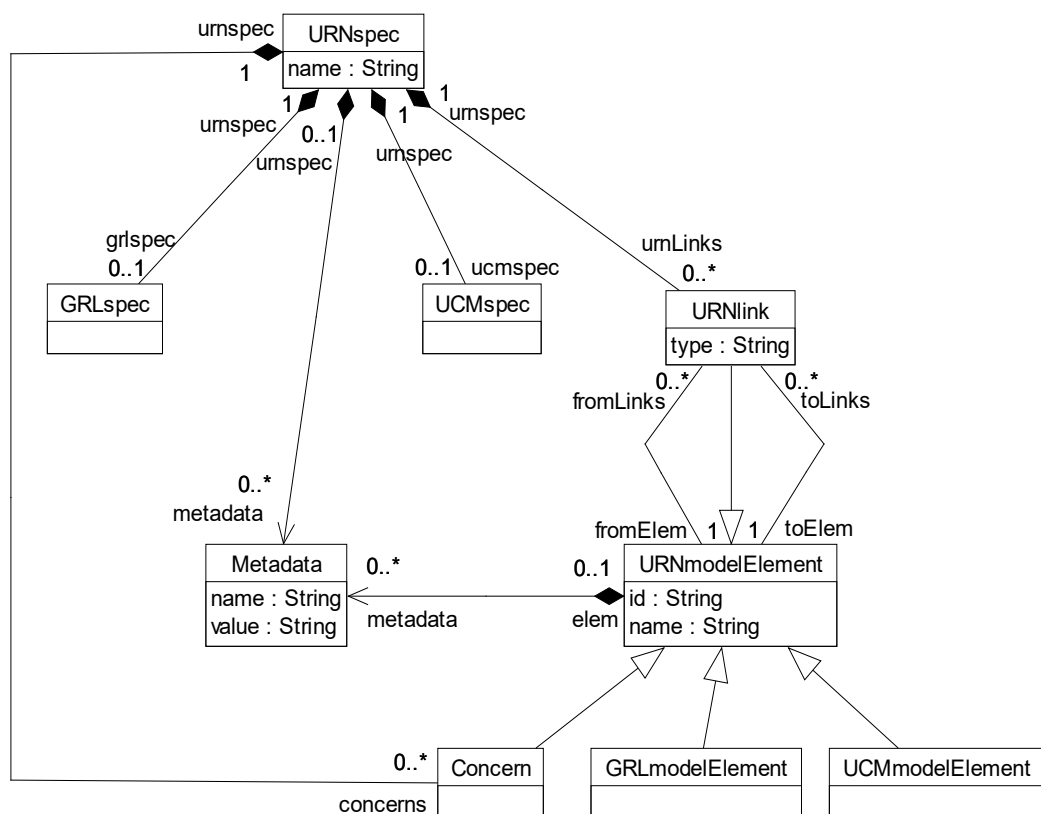 urnspec
URNspec
1
name : String
1
urnspec
0..1
urnspec
1
urnspec
1
urnspec
grlspec
0..1
GRLspec
0..1
ucmspec
UCMspec
urnLinks
0..*
URNlink
type : String
0..*
fromLinks
0..*
toLinks
0..*
metadata
fromElem
1
1
toElem
Metadata
name : String
value : String
0..*
metadata
0..1
elem
URNmodelElement
id : String
name : String
0..*
concerns
Concern
GRLmodelElement
UCMmodelElement